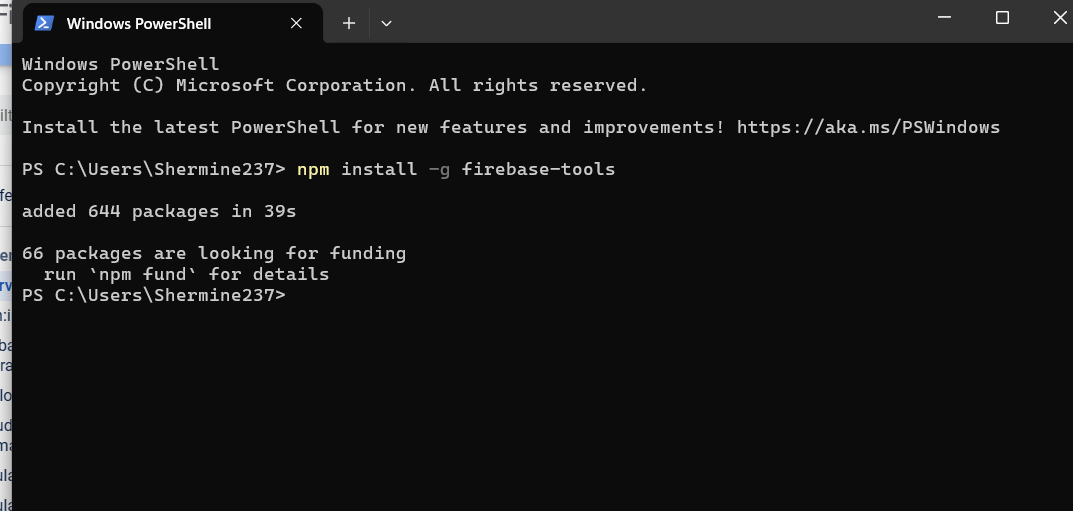 Windows PowerShell
Windows PowerShell
Copyright (C) Microsoft Corporation. All rights reserved.
Install the latest PowerShell for new features and improvements! https://aka.ms/PSWindows
PS C:\Users\Shermine237> npm install -g firebase-tools
added 644 packages in 39s
66 packages are looking for funding
run `npm fund` for details
PS C:\Users\Shermine237>